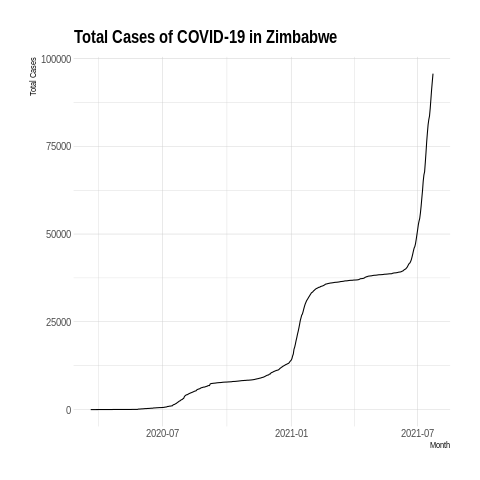 Total Cases of COVID-19 in Zimbabwe
Total Cases
100000
75000
50000
25000
0
2020-07
2021-01
2021-07
Month